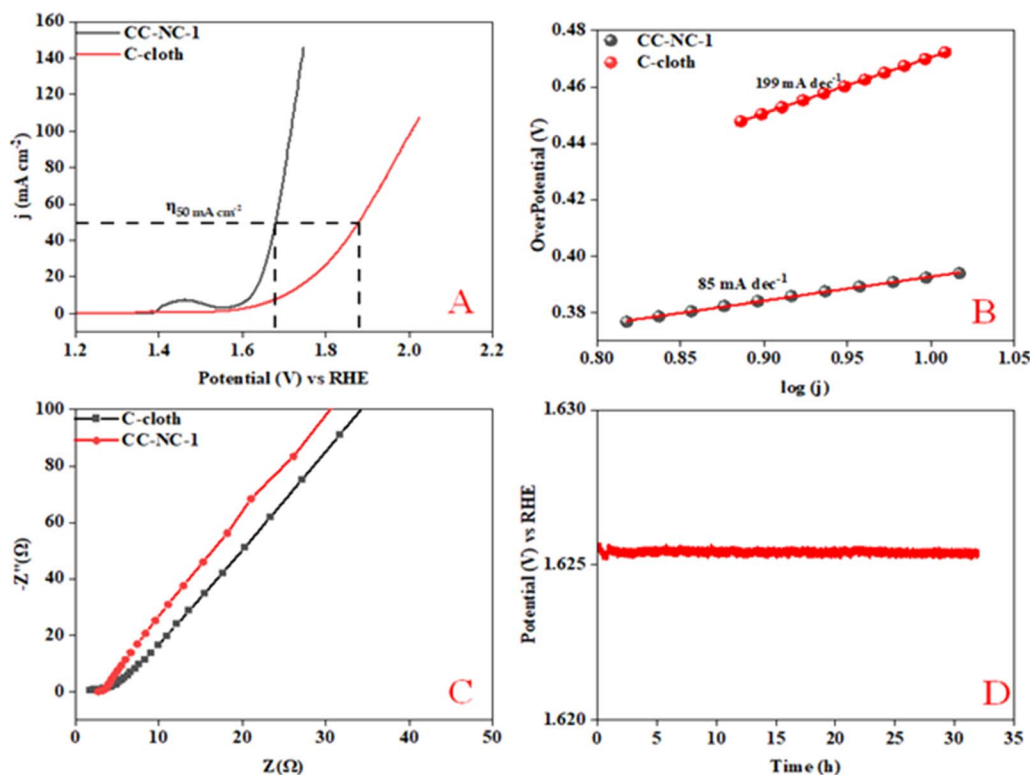 160
140
120
100
80
60
40
20
0
j (mA cm-2)
CC-NC-1
C-cloth
η50 mA cm-2
A
1.2 1.4 1.6 1.8 2.0 2.2
Potential (V) vs RHE
0.48
0.46
0.44
0.42
0.40
0.38
OverPotential (V)
CC-NC-1
C-cloth
199 mA dec-1
85 mA dec-1
B
0.80 0.85 0.90 0.95 1.00 1.05
log (j)
100
80
60
40
20
0
-Z"(Ω)
C-cloth
CC-NC-1
C
0 10 20 30 40 50
Z(Ω)
1.630
1.625
1.620
Potential (V) vs RHE
D
0 5 10 15 20 25 30 35
Time (h)